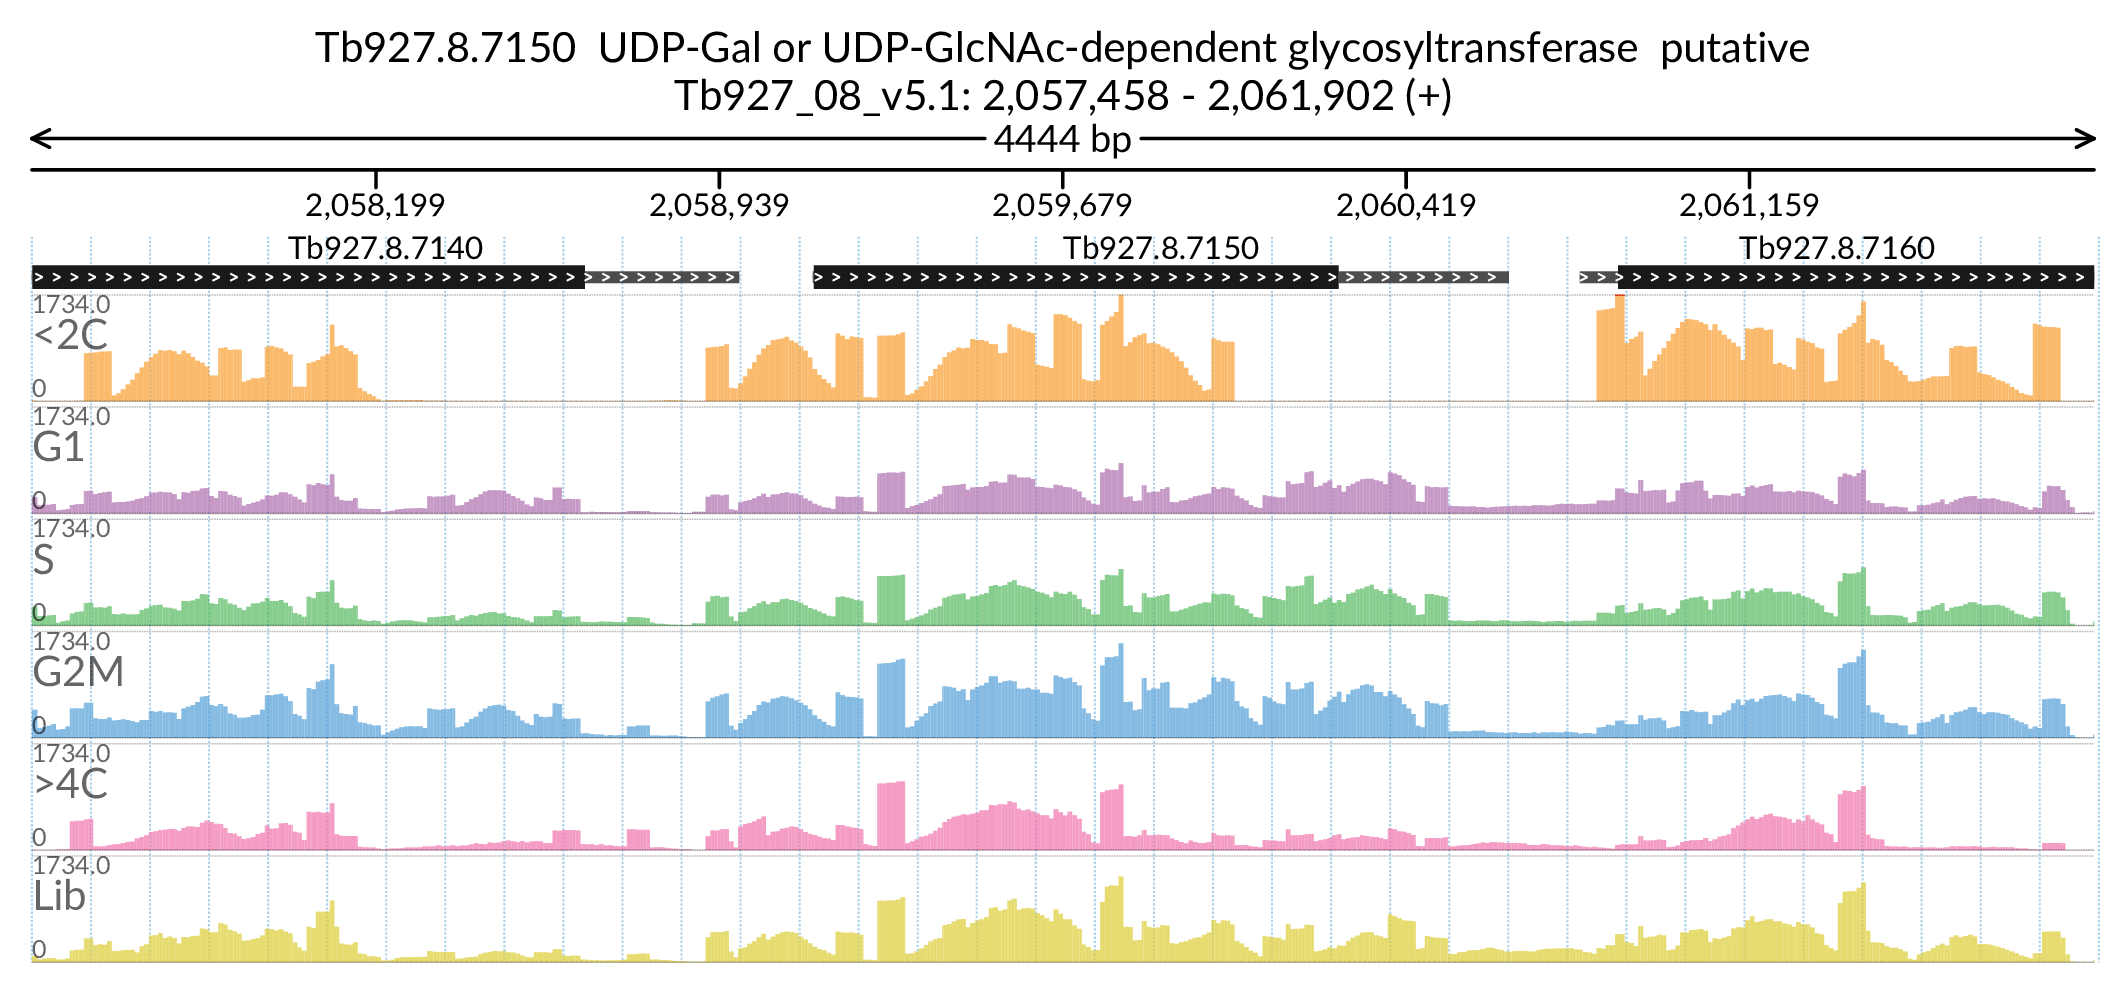 Tb927.8.7150  UDP-Gal or UDP-GlcNAc-dependent glycosyltransferase  putative
Tb927_08_v5.1: 2,057,458 - 2,061,902 (+)
4444 bp
2,058,199 2,058,939 2,059,679 2,060,419 2,061,159
Tb927.8.7140 Tb927.8.7150 Tb927.8.7160
1734.0
<2C
0
1734.0
G1
0
1734.0
S
0
1734.0
G2M
0
1734.0
>4C
0
1734.0
Lib
0